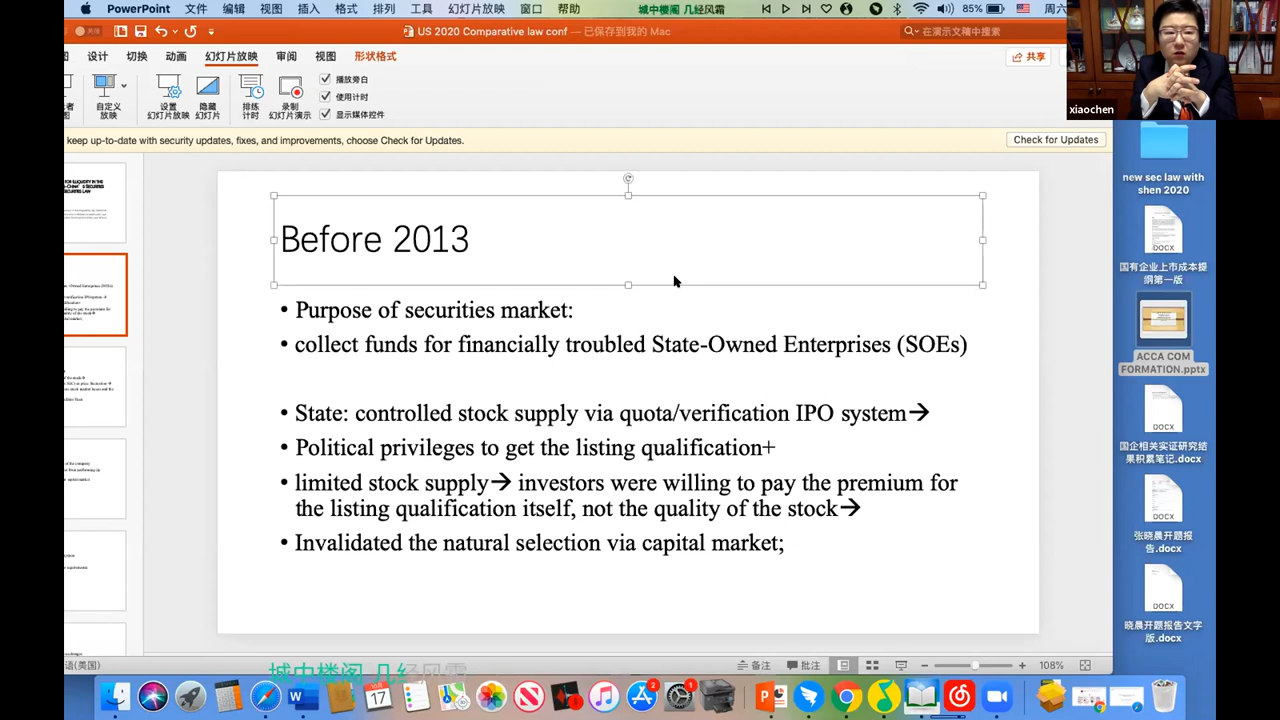 PowerPoint 文件 编辑 视图 插入 格式 排列 工具 幻灯片放映 窗口 帮助 城中楼阁 几经风霜 85% 周六
US 2020 Comparative law conf — 已保存到我的 Mac
在演示文稿中搜索
设计 切换 动画 幻灯片放映 审阅 视图 形状格式 共享
自定义放映
设置幻灯片放映
隐藏幻灯片
排练计时
录制幻灯片演示
播放旁白
使用计时
显示媒体控件
xiaochen
keep up-to-date with security updates, fixes, and improvements, choose Check for Updates.
Check for Updates
Before 2013
• Purpose of securities market:
• collect funds for financially troubled State-Owned Enterprises (SOEs)
• State: controlled stock supply via quota/verification IPO system→
• Political privileges to get the listing qualification+
• limited stock supply→ investors were willing to pay the premium for
the listing qualification itself, not the quality of the stock→
• Invalidated the natural selection via capital market;
new sec law with
shen 2020
DOCX
国有企业上市成本提
纲第一版
ACCA COM
FORMATION.pptx
DOCX
国企相关实证研究结
果积累笔记.docx
DOCX
张晓晨开题报
告.docx
DOCX
晓晨开题报告文字
版.docx
语(美国)
城中楼阁 几经风霜
备注 批注 108%
17
2
1